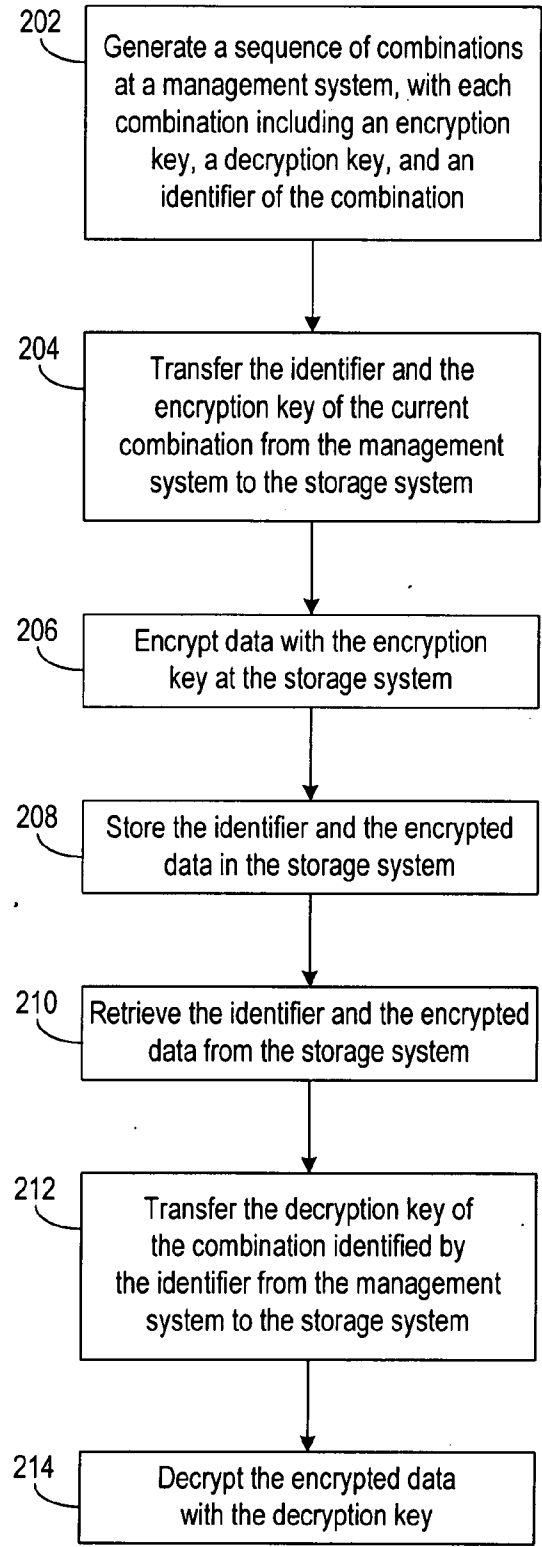 202
Generate a sequence of combinations
at a management system, with each
combination including an encryption
key, a decryption key, and an
identifier of the combination
204
Transfer the identifier and the
encryption key of the current
combination from the management
system to the storage system
206
Encrypt data with the encryption
key at the storage system
208
Store the identifier and the encrypted
data in the storage system
210
Retrieve the identifier and the encrypted
data from the storage system
212
Transfer the decryption key of
the combination identified by
the identifier from the management
system to the storage system
214
Decrypt the encrypted data
with the decryption key